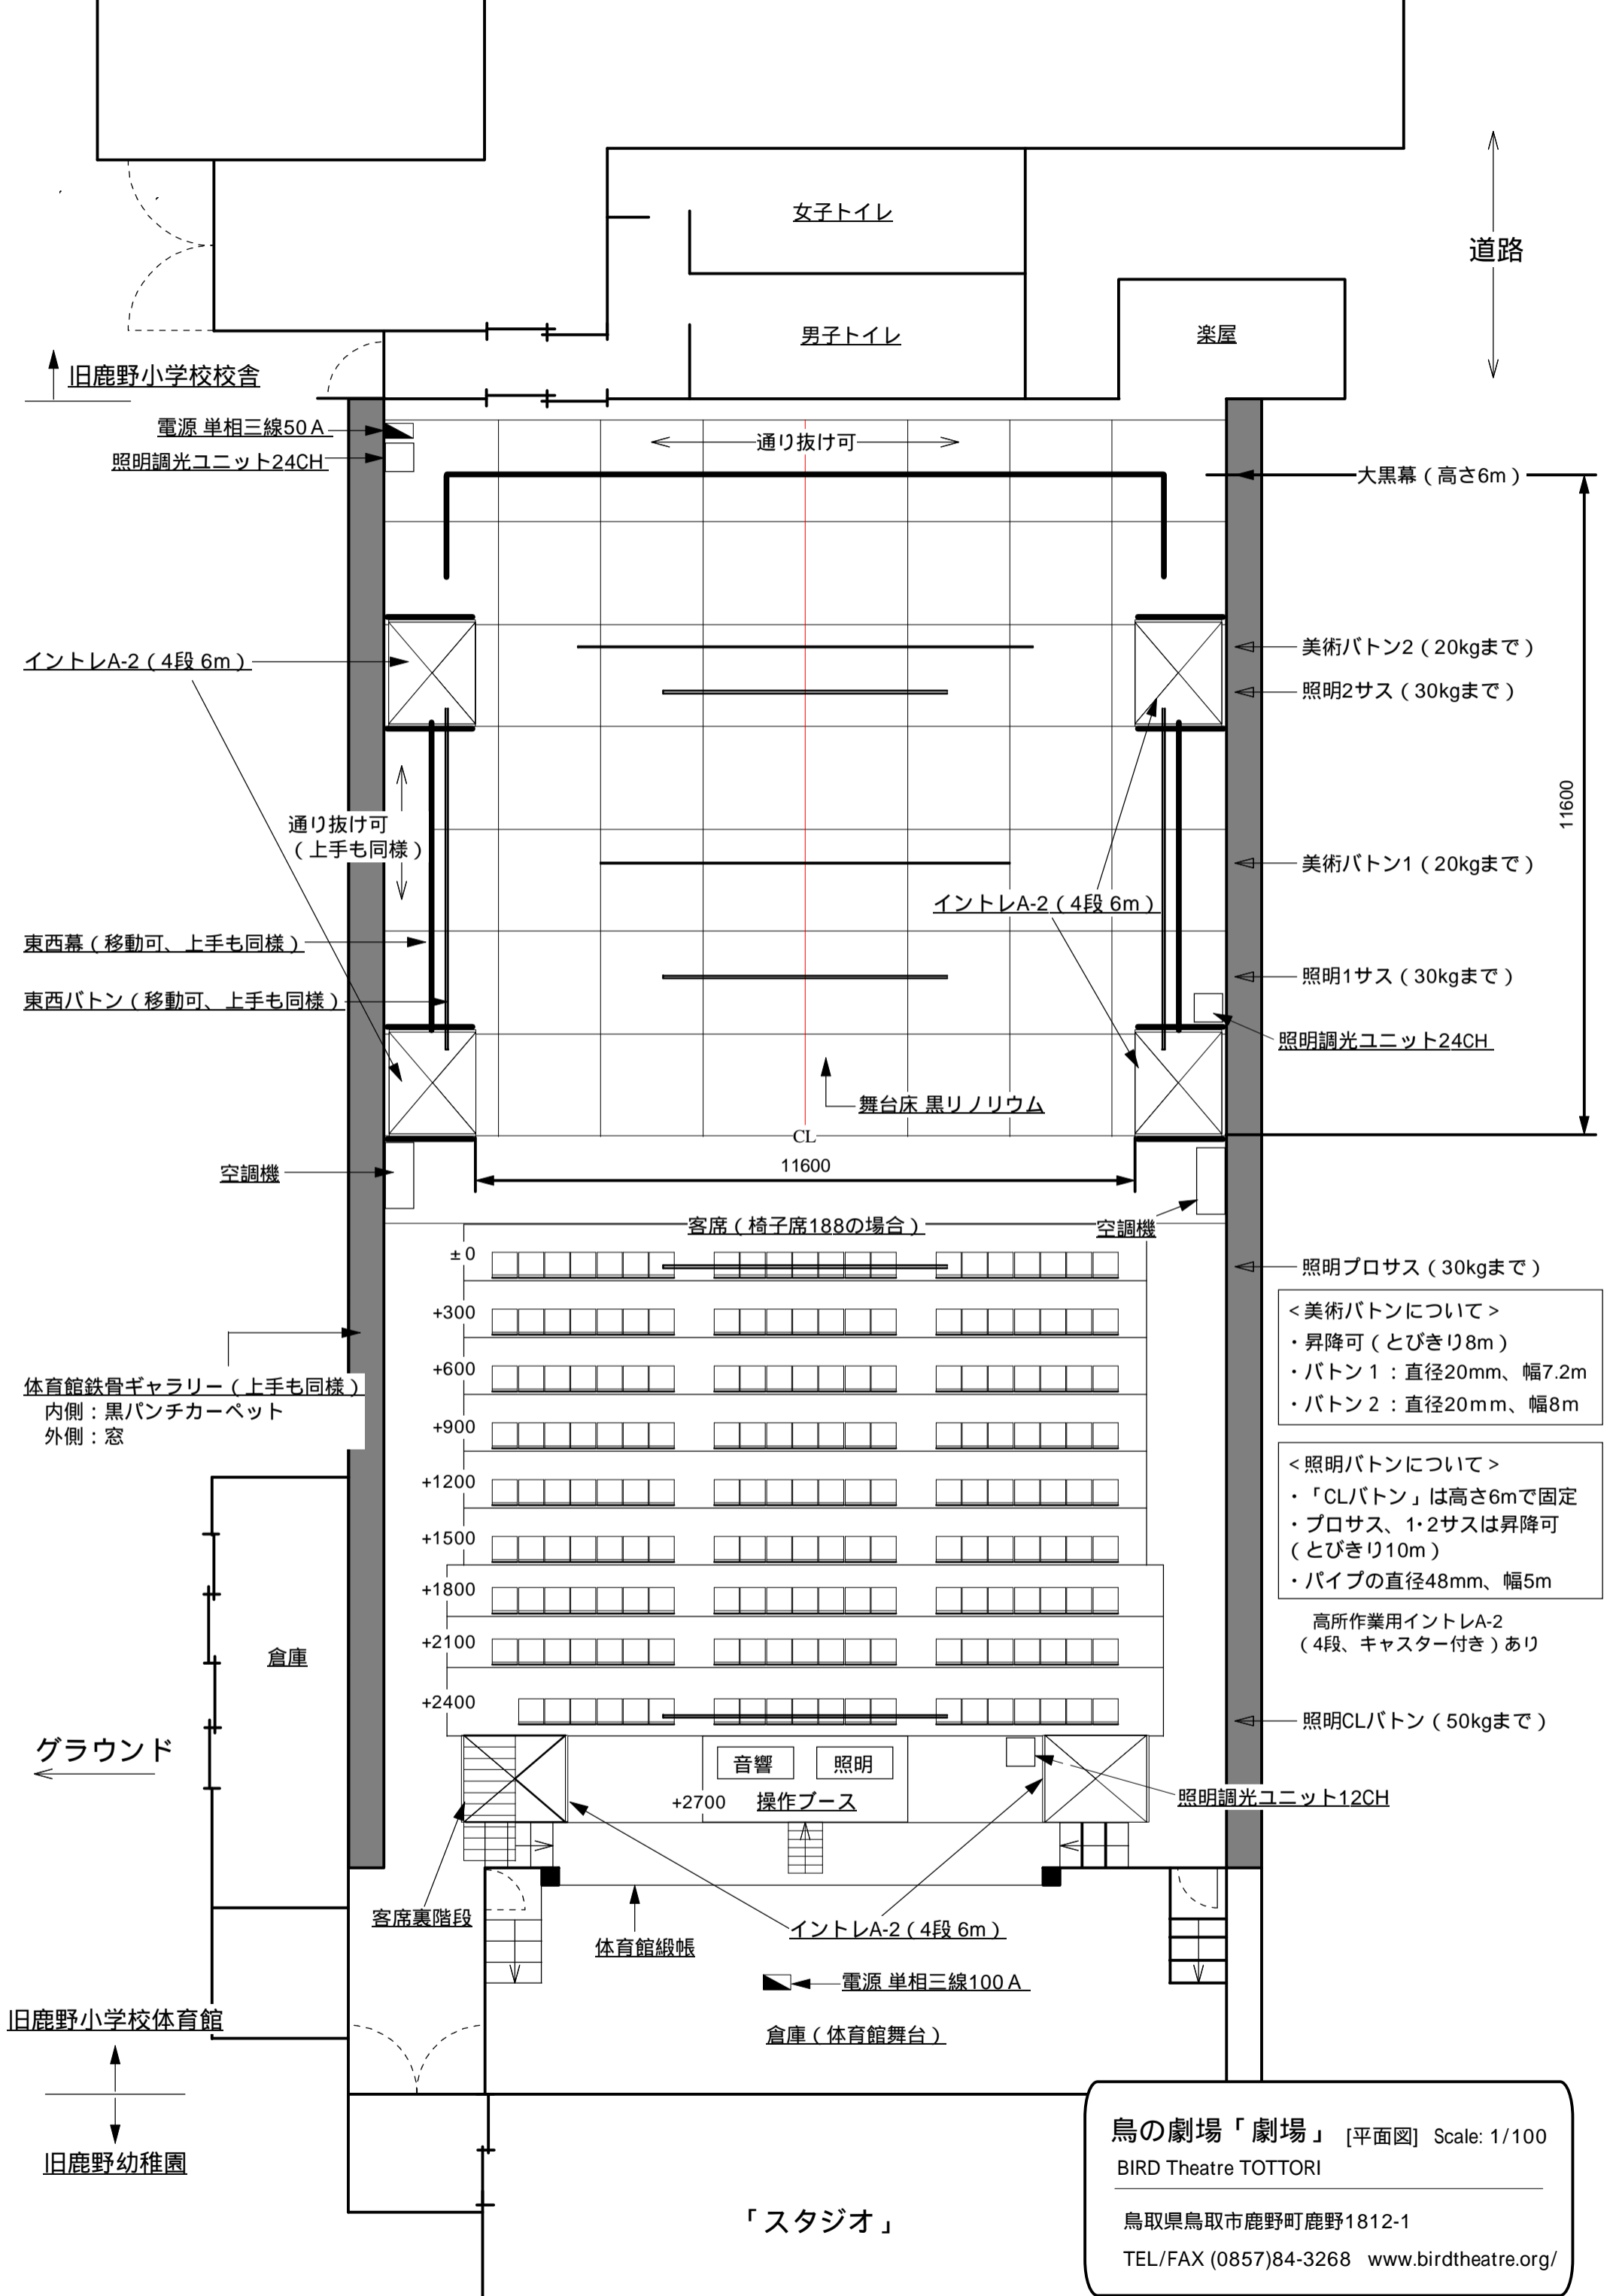 女子トイレ
道路
男子トイレ
楽屋
旧鹿野小学校校舎
電源 単相三線50A
通り抜け可
照明調光ユニット24CH
大黒幕（高さ6m）
美術バトン2（20kgまで）
イントレA-2（4段 6m）
照明2サス（30kgまで）
11600
通り抜け可
（上手も同様）
美術バトン1（20kgまで）
イントレA-2（4段 6m）
東西幕（移動可、上手も同様）
照明1サス（30kgまで）
東西バトン（移動可、上手も同様）
照明調光ユニット24CH
舞台床 黒リノリウム
CL
11600
空調機
客席（椅子席188の場合）
空調機
±0
照明プロサス（30kgまで）
+300
＜美術バトンについて＞
・昇降可（とびきり8m）
・バトン1：直径20mm、幅7.2m
・バトン2：直径20mm、幅8m
+600
体育館鉄骨ギャラリー（上手も同様）
内側：黒パンチカーペット
外側：窓
+900
＜照明バトンについて＞
・「CLバトン」は高さ6mで固定
・プロサス、1・2サスは昇降可
（とびきり10m）
・パイプの直径48mm、幅5m
+1200
+1500
+1800
高所作業用イントレA-2
（4段、キャスター付き）あり
+2100
倉庫
+2400
照明CLバトン（50kgまで）
グラウンド
音響
照明
+2700
操作ブース
照明調光ユニット12CH
客席裏階段
イントレA-2（4段 6m）
体育館緞帳
電源 単相三線100A
旧鹿野小学校体育館
倉庫（体育館舞台）
旧鹿野幼稚園
「スタジオ」
鳥の劇場「劇場」 [平面図] Scale: 1/100
BIRD Theatre TOTTORI
鳥取県鳥取市鹿野町鹿野1812-1
TEL/FAX (0857)84-3268 www.birdtheatre.org/